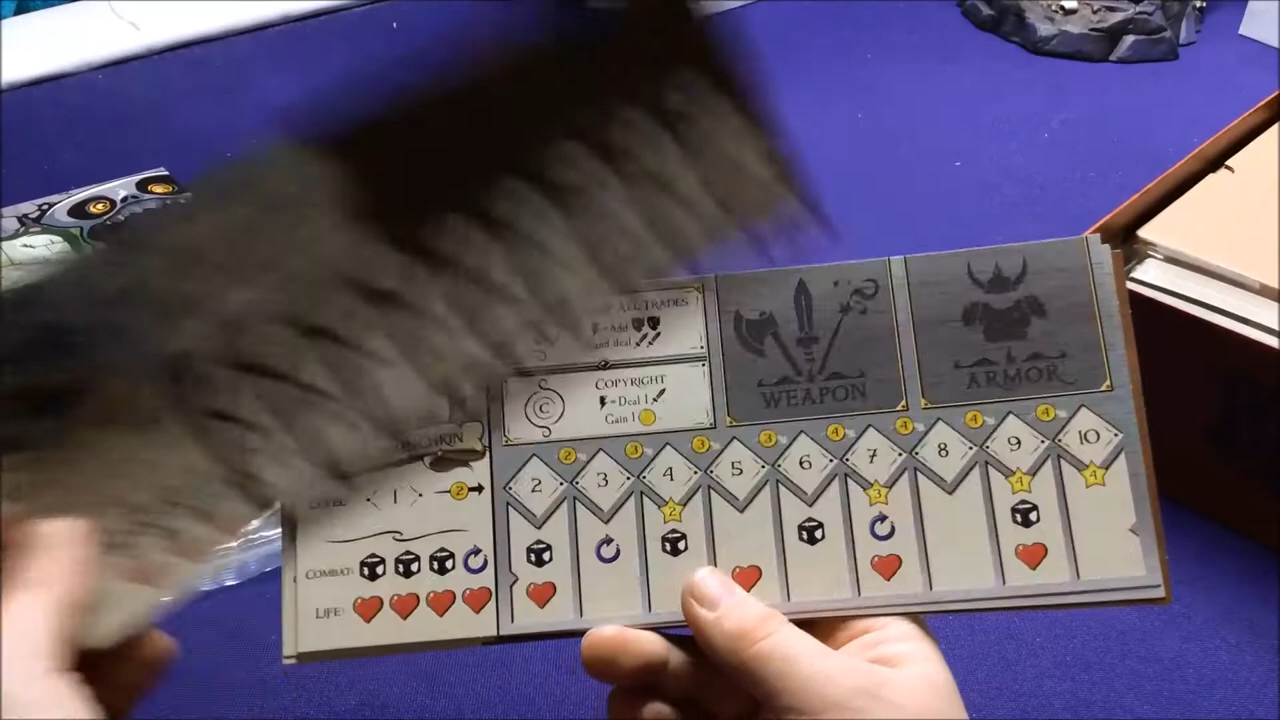 ALL TRADES
=Add
and deal
COPYRIGHT
C
=Deal 1
Gain 1
WEAPON
ARMOR
LEVEL 1 2
2 3 3 3 4 4 4 4
2 3 4 5 6 7 8 9 10
2 3 4 4
COMBAT:
LIFE: